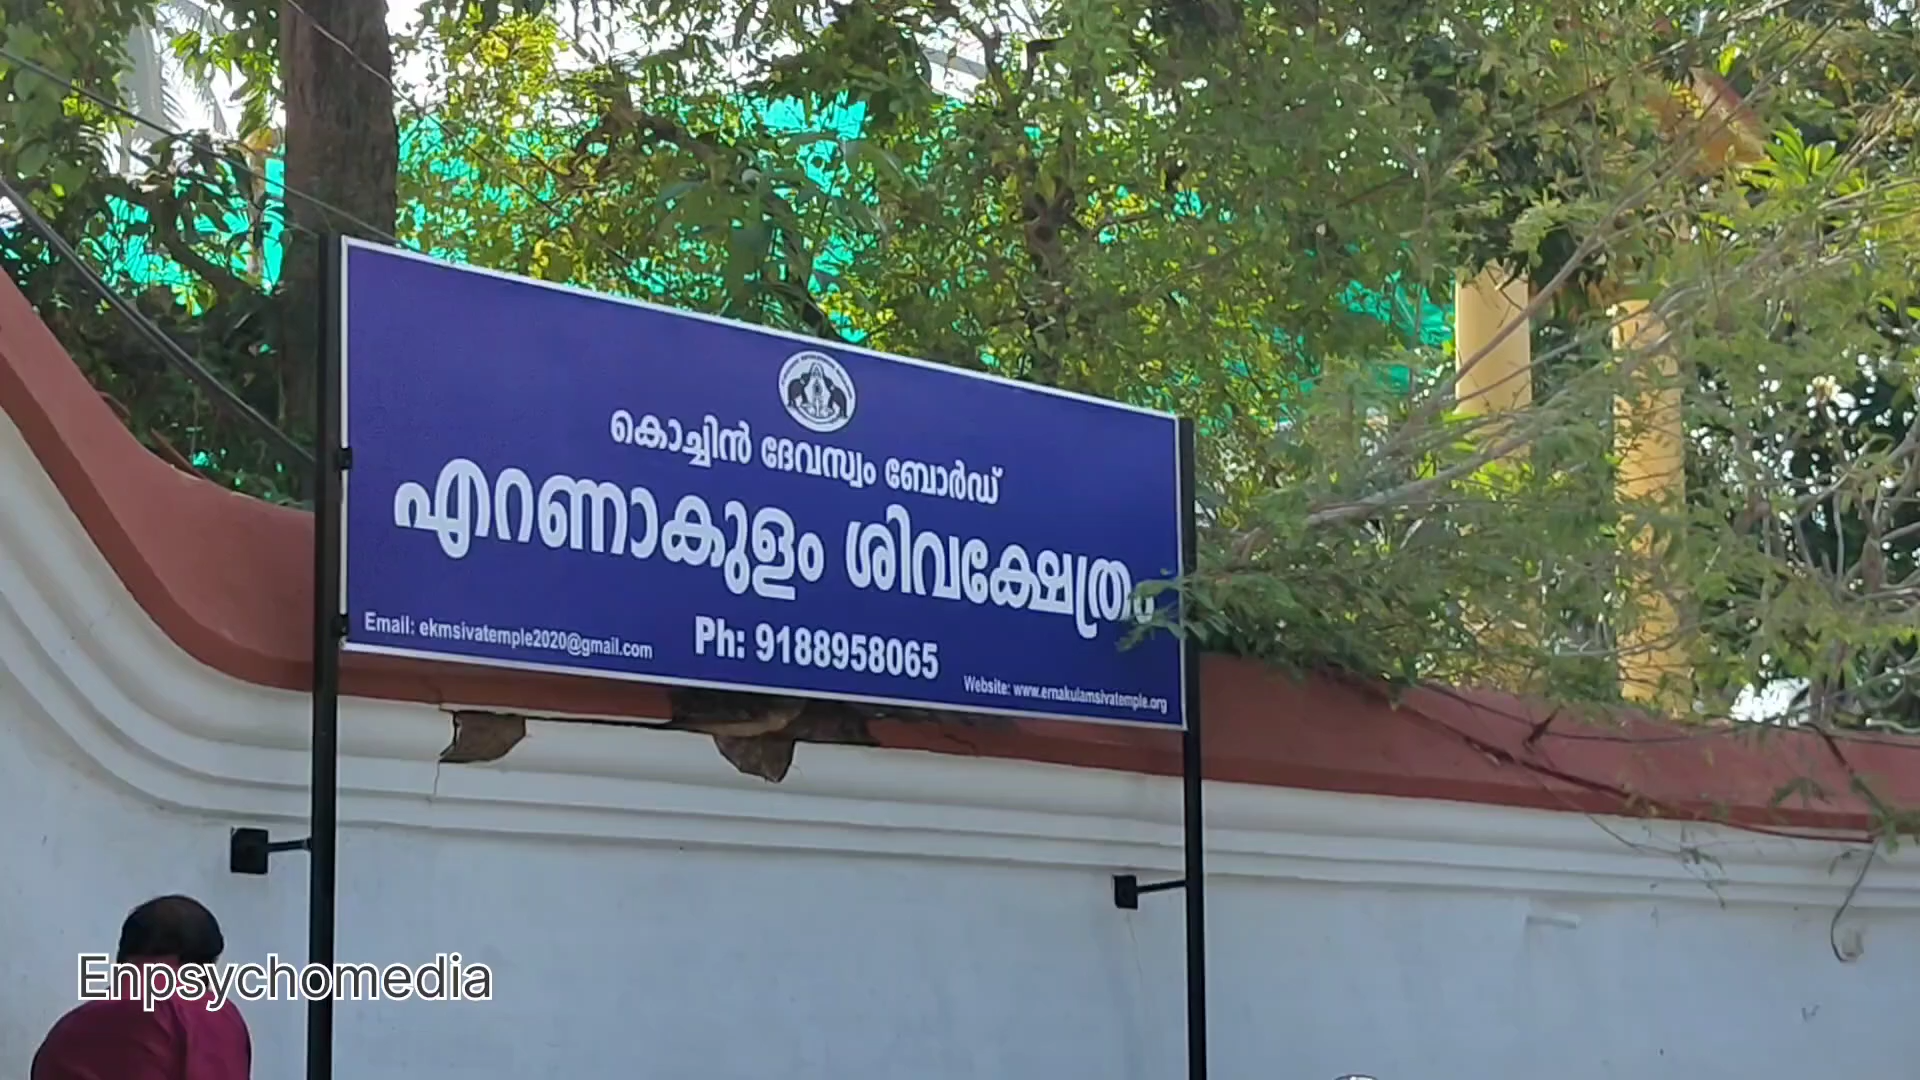 കൊച്ചിൻ ദേവസ്വം ബോർഡ്
എറണാകുളം ശിവക്ഷേത്രം
Email: ekmsivatemple2020@gmail.com
Ph: 9188958065
Website: www.ernakulamsivatemple.org
Enpsychomedia